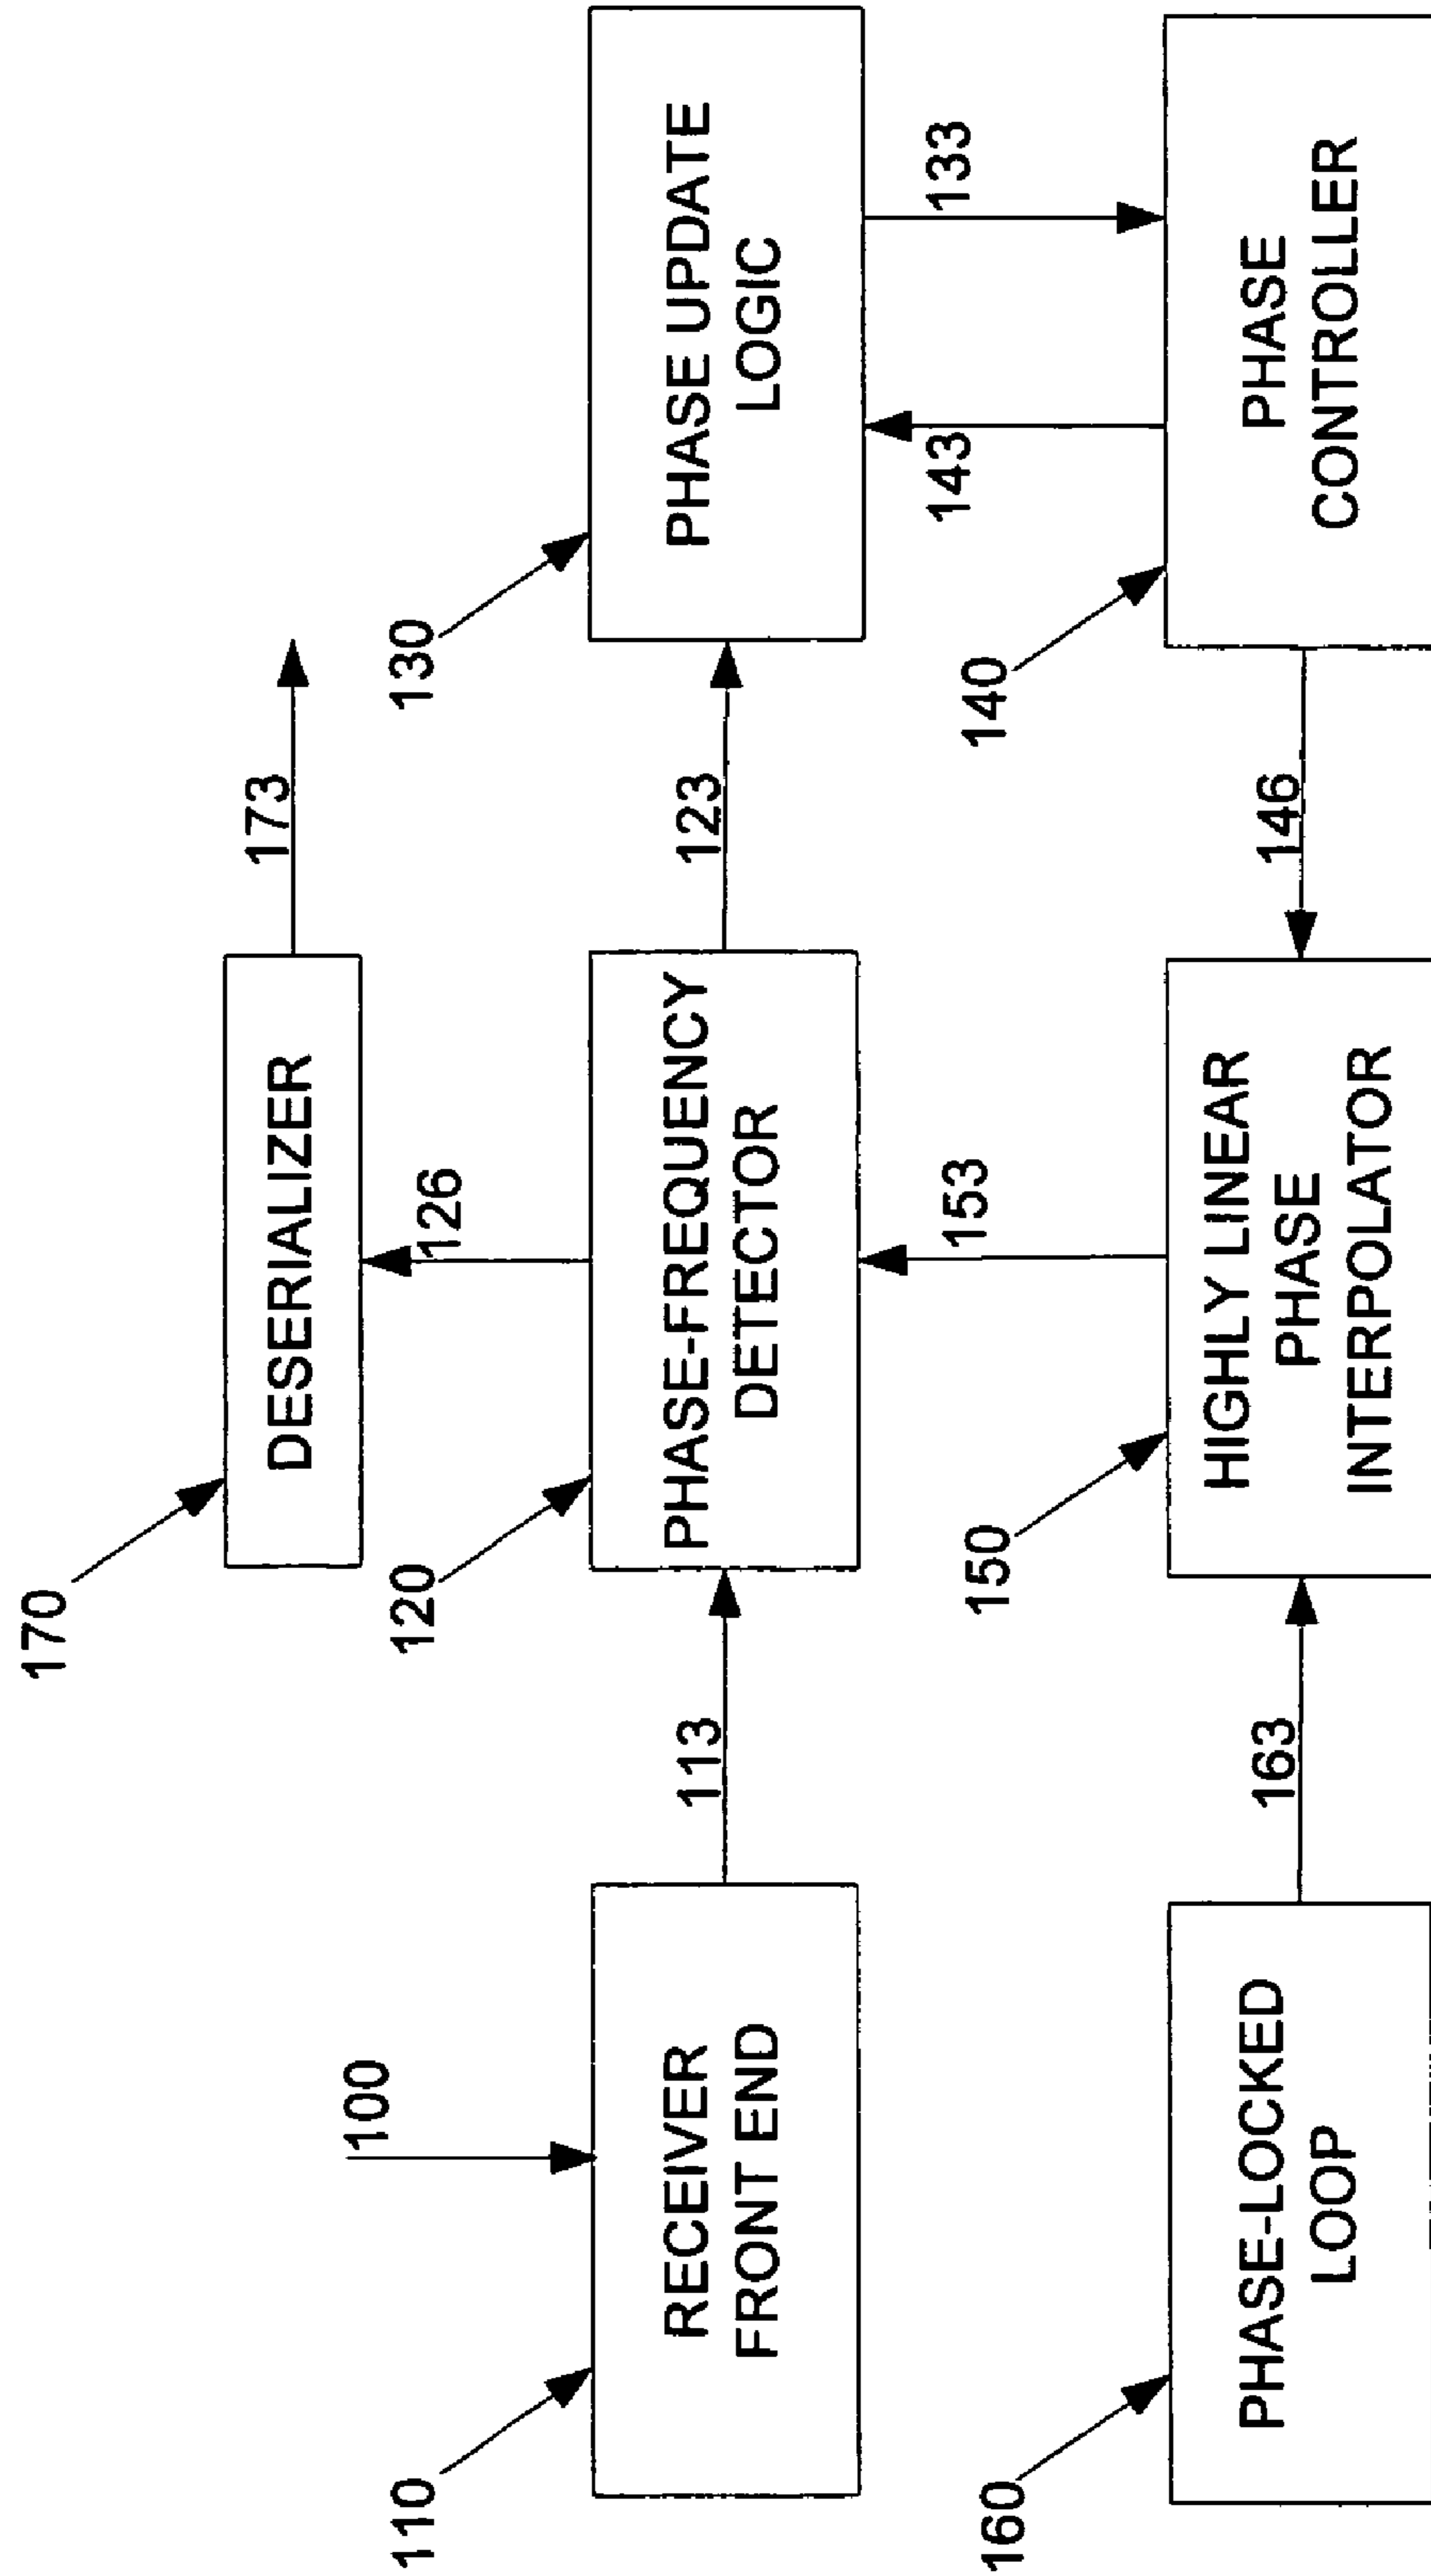 170
DESERIALIZER
173
126
100
110
RECEIVER
FRONT END
113
120
PHASE-FREQUENCY
DETECTOR
123
130
PHASE UPDATE
LOGIC
153
143
133
160
PHASE-LOCKED
LOOP
163
150
HIGHLY LINEAR
PHASE
INTERPOLATOR
146
140
PHASE
CONTROLLER